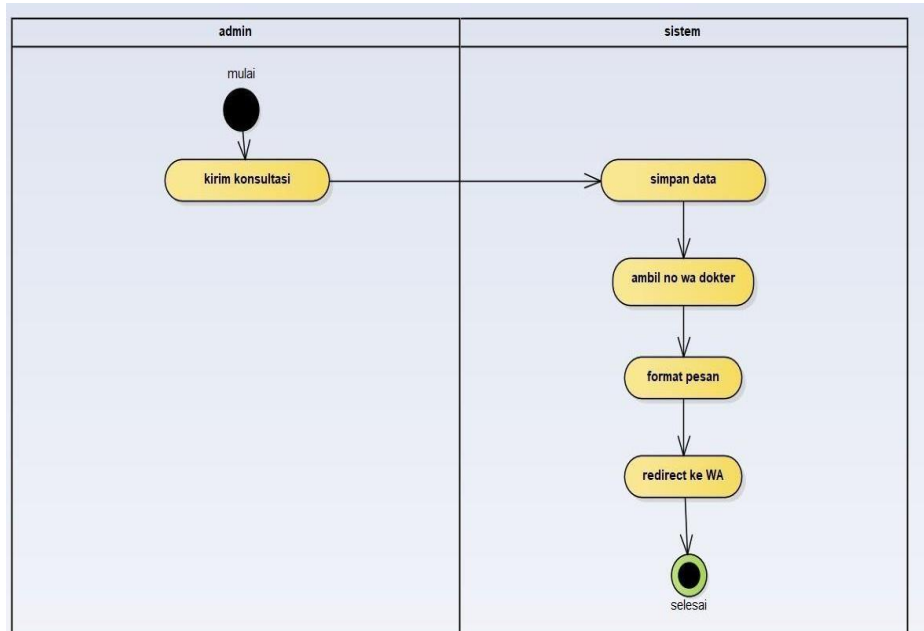 admin
sistem
mulai
kirim konsultasi
simpan data
ambil no wa dokter
format pesan
redirect ke WA
selesai